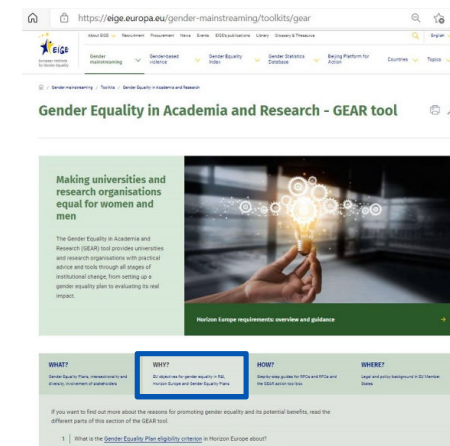 https://eige.europa.eu/gender-mainstreaming/toolkits/gear
About EIGE Recruitment Procurement News Events EIGE's publications Library Glossary & Thesaurus English
EIGE
European Institute for Gender Equality
Gender mainstreaming
Gender-based violence
Gender Equality Index
Gender Statistics Database
Beijing Platform for Action
Countries
Topics
/ Gender mainstreaming / Toolkits / Gender Equality in Academia and Research
Gender Equality in Academia and Research - GEAR tool
Making universities and
research organisations
equal for women and
men
The Gender Equality in Academia and
Research (GEAR) tool provides universities
and research organisations with practical
advice and tools through all stages of
institutional change, from setting up a
gender equality plan to evaluating its real
impact.
Horizon Europe requirements: overview and guidance
WHAT?
Gender Equality Plans, intersectionality and
diversity, involvement of stakeholders
WHY?
EU objectives for gender equality in R&I,
Horizon Europe and Gender Equality Plans
HOW?
Step-by-step guides for RPOs and RFOs and
the GEAR action toolbox
WHERE?
Legal and policy background in EU Member
States
If you want to find out more about the reasons for promoting gender equality and its potential benefits, read the
different parts of this section of the GEAR tool.
1 What is the Gender Equality Plan eligibility criterion in Horizon Europe about?